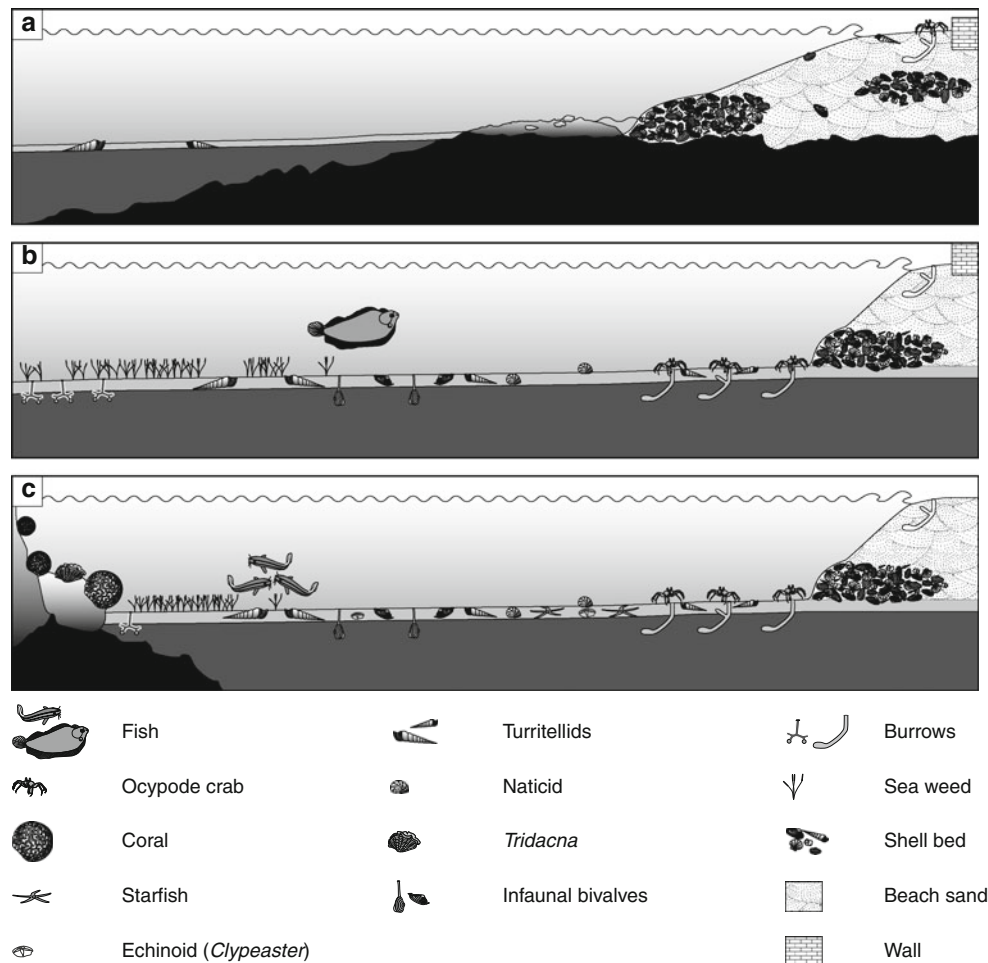 a
b
c
Fish
Turritellids
Burrows
Ocypode crab
Naticid
Sea weed
Coral
Tridacna
Shell bed
Starfish
Infaunal bivalves
Beach sand
Echinoid (Clypeaster)
Wall